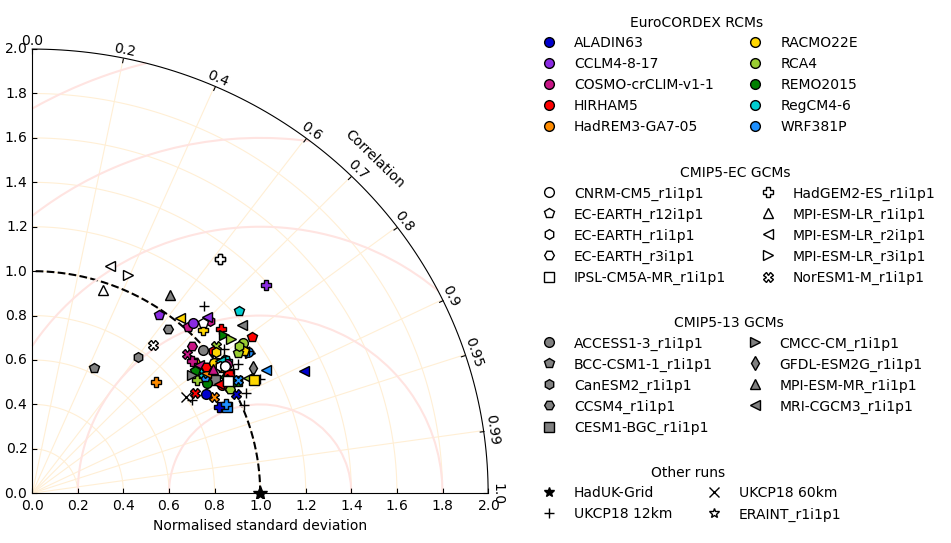 EuroCORDEX RCMs
ALADIN63 RACMO22E
CCLM4-8-17 RCA4
COSMO-crCLIM-v1-1 REMO2015
HIRHAM5 RegCM4-6
HadREM3-GA7-05 WRF381P
CMIP5-EC GCMs
CNRM-CM5_r1i1p1 HadGEM2-ES_r1i1p1
EC-EARTH_r12i1p1 MPI-ESM-LR_r1i1p1
EC-EARTH_r1i1p1 MPI-ESM-LR_r2i1p1
EC-EARTH_r3i1p1 MPI-ESM-LR_r3i1p1
IPSL-CM5A-MR_r1i1p1 NorESM1-M_r1i1p1
CMIP5-13 GCMs
ACCESS1-3_r1i1p1 CMCC-CM_r1i1p1
BCC-CSM1-1_r1i1p1 GFDL-ESM2G_r1i1p1
CanESM2_r1i1p1 MPI-ESM-MR_r1i1p1
CCSM4_r1i1p1 MRI-CGCM3_r1i1p1
CESM1-BGC_r1i1p1
Other runs
HadUK-Grid UKCP18 60km
UKCP18 12km ERAINT_r1i1p1
0.0
0.2
0.4
0.6
0.7
0.8
0.9
0.95
0.99
1.0
Correlation
2.0
1.8
1.6
1.4
1.2
1.0
0.8
0.6
0.4
0.2
0.0
0.0 0.2 0.4 0.6 0.8 1.0 1.2 1.4 1.6 1.8 2.0
Normalised standard deviation